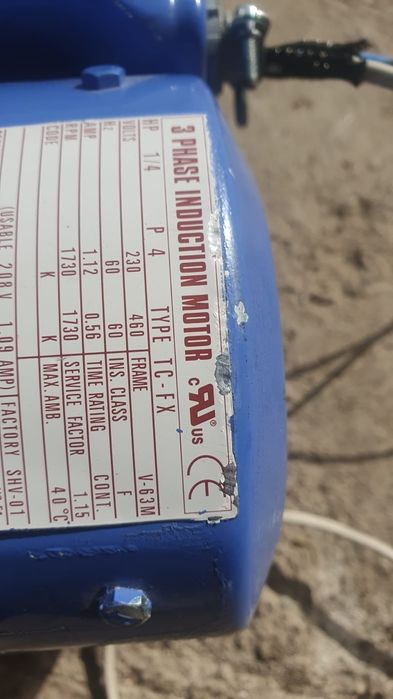 3 PHASE INDUCTION MOTOR c RU® US CE
HP 1/4 P 4 TYPE TC-FX
VOLTS 230 460 FRAME V-63M
Hz 60 60 INS. CLASS F
AMP 1.12 0.56 TIME RATING CONT.
RPM 1730 1730 SERVICE FACTOR 1.15
CODE K K MAX. AMB. 40°C
(USABLE 208V 1.09 AMP) FACTORY SHV-01